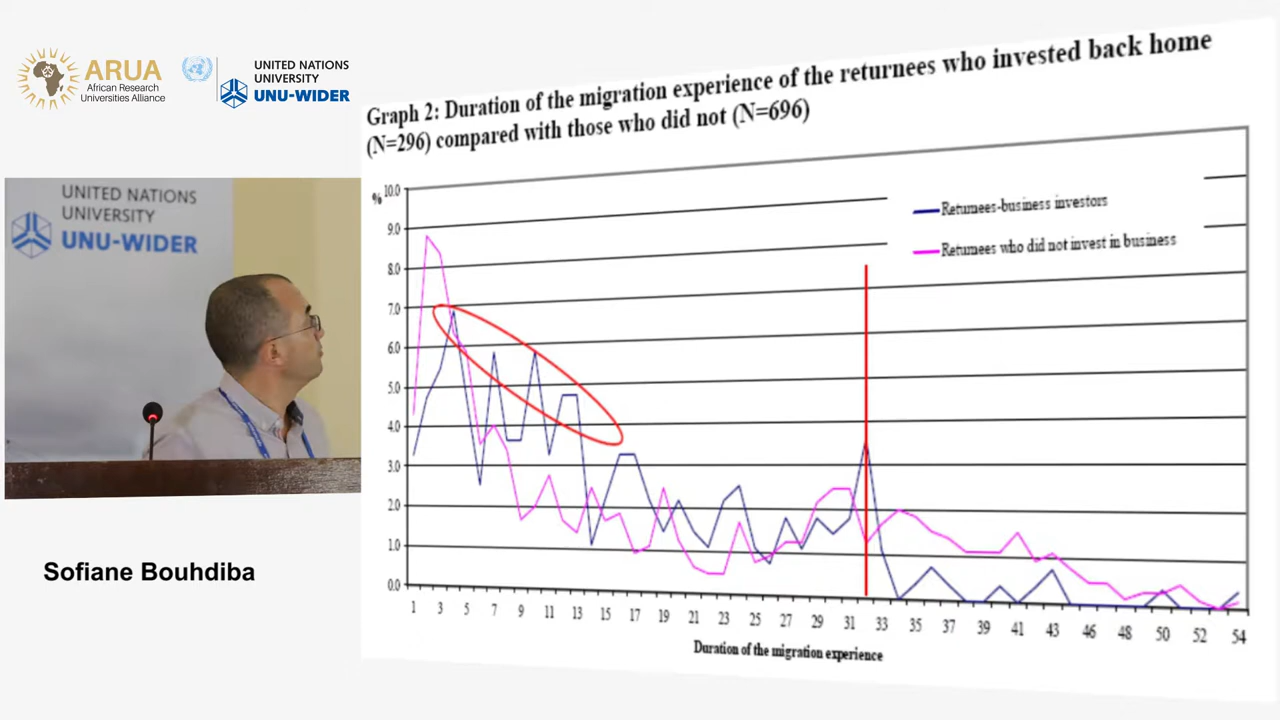 ARUA
African Research
Universities Alliance
UNITED NATIONS
UNIVERSITY
UNU-WIDER
UNITED NATIONS
UNIVERSITY
UNU-WIDER
Sofiane Bouhdiba
Graph 2: Duration of the migration experience of the returnees who invested back home
(N=296) compared with those who did not (N=696)
%
10.0
9.0
8.0
7.0
6.0
5.0
4.0
3.0
2.0
1.0
0.0
Returnees-business investors
Returnees who did not invest in business
1 3 5 7 9 11 13 15 17 19 21 23 25 27 29 31 33 35 37 39 41 43 46 48 50 52 54
Duration of the migration experience